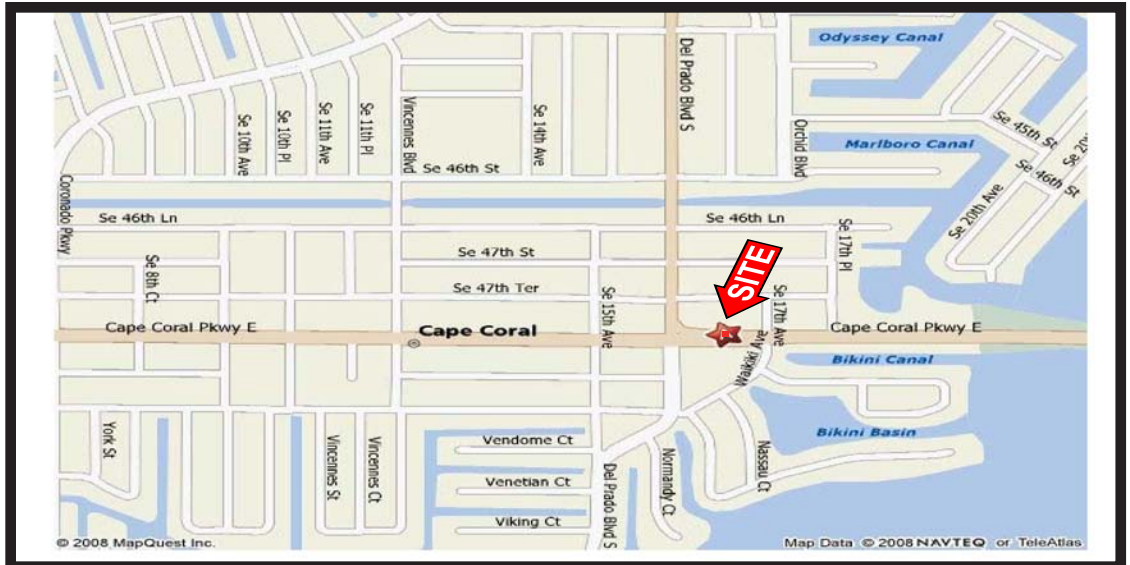 Odyssey Canal
Del Prado Blvd S
Se 10th Ave
Se 10th Pl
Se 11th Ave
Se 11th Pl
Vincennes Blvd
Se 14th Ave
Orchid Blvd
Se 45th St
Marlboro Canal
Se 46th St
Se 46th St
Se 20th Ave
Coronado Pkwy
Se 46th Ln
Se 46th Ln
Se 17th Pl
Se 47th St
Se 8th Ct
SITE
Se 47th Ter
Se 15th Ave
Se 17th Ave
Cape Coral Pkwy E
Cape Coral
Cape Coral Pkwy E
Waikiki Ave
Bikini Canal
York St
Vincennes St
Vincennes Ct
Vendome Ct
Bikini Basin
Venetian Ct
Del Prado Blvd S
Normandy Ct
Nassau Ct
Viking Ct
© 2008 MapQuest Inc.
Map Data © 2008 NAVTEQ or TeleAtlas